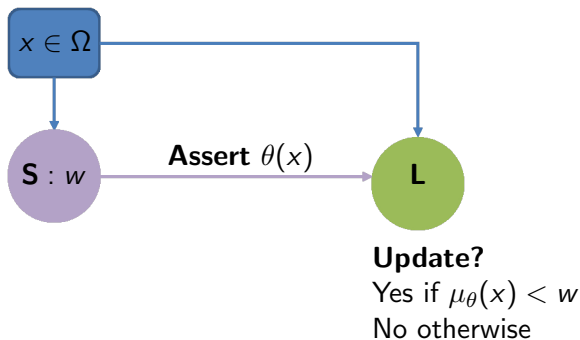 x ∈ Ω
S : w
Assert θ(x)
L
Update?
Yes if μ_θ(x) < w
No otherwise